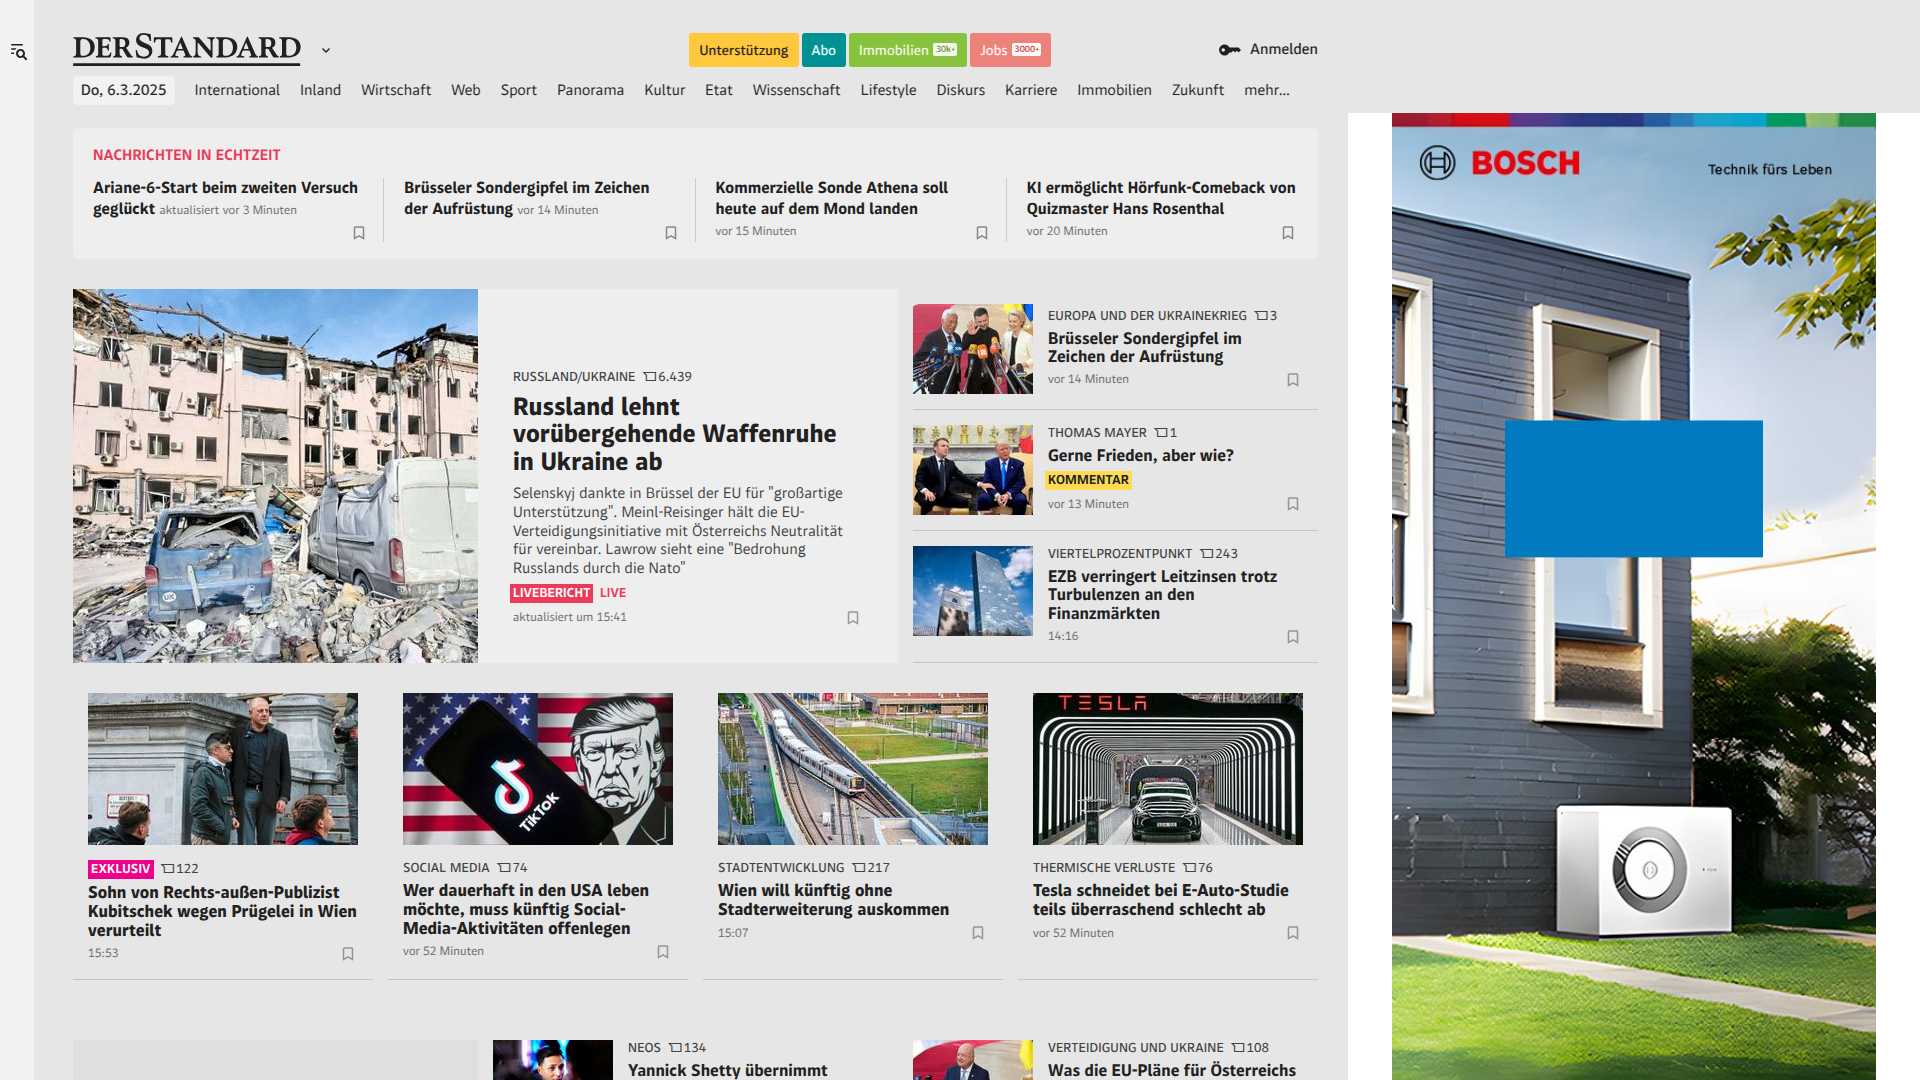 DERSTANDARD
Unterstützung
Abo
Immobilien 30k+
Jobs 3000+
Anmelden
Do, 6.3.2025
International
Inland
Wirtschaft
Web
Sport
Panorama
Kultur
Etat
Wissenschaft
Lifestyle
Diskurs
Karriere
Immobilien
Zukunft
mehr...
NACHRICHTEN IN ECHTZEIT
Ariane-6-Start beim zweiten Versuch
geglückt aktualisiert vor 3 Minuten
Brüsseler Sondergipfel im Zeichen
der Aufrüstung vor 14 Minuten
Kommerzielle Sonde Athena soll
heute auf dem Mond landen
vor 15 Minuten
KI ermöglicht Hörfunk-Comeback von
Quizmaster Hans Rosenthal
vor 20 Minuten
RUSSLAND/UKRAINE 6.439
Russland lehnt
vorübergehende Waffenruhe
in Ukraine ab
Selenskyj dankte in Brüssel der EU für "großartige
Unterstützung". Meinl-Reisinger hält die EU-
Verteidigungsinitiative mit Österreichs Neutralität
für vereinbar. Lawrow sieht eine "Bedrohung
Russlands durch die Nato"
LIVEBERICHT LIVE
aktualisiert um 15:41
EUROPA UND DER UKRAINEKRIEG 3
Brüsseler Sondergipfel im
Zeichen der Aufrüstung
vor 14 Minuten
THOMAS MAYER 1
Gerne Frieden, aber wie?
KOMMENTAR
vor 13 Minuten
VIERTELPROZENTPUNKT 243
EZB verringert Leitzinsen trotz
Turbulenzen an den
Finanzmärkten
14:16
EXKLUSIV 122
Sohn von Rechts-außen-Publizist
Kubitschek wegen Prügelei in Wien
verurteilt
15:53
TikTok
SOCIAL MEDIA 74
Wer dauerhaft in den USA leben
möchte, muss künftig Social-
Media-Aktivitäten offenlegen
vor 52 Minuten
STADTENTWICKLUNG 217
Wien will künftig ohne
Stadterweiterung auskommen
15:07
TESLA
THERMISCHE VERLUSTE 76
Tesla schneidet bei E-Auto-Studie
teils überraschend schlecht ab
vor 52 Minuten
NEOS 134
Yannick Shetty übernimmt
VERTEIDIGUNG UND UKRAINE 108
Was die EU-Pläne für Österreichs
BOSCH
Technik fürs Leben